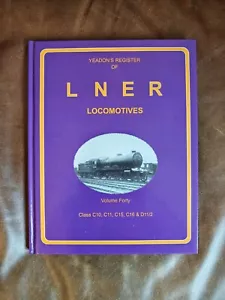 YEADON'S REGISTER
OF
L N E R
LOCOMOTIVES
Volume Forty
Class C10, C11, C15, C16 & D11/2